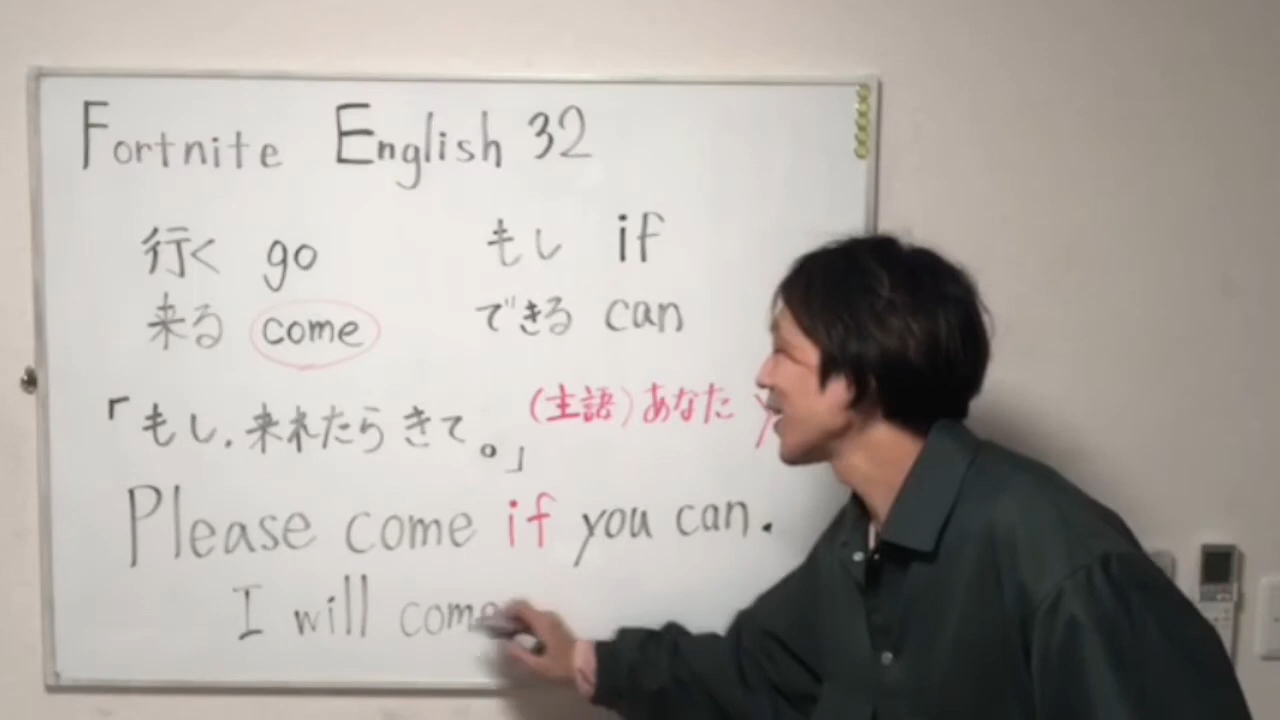 Fortnite English 32
行く go もし if
来る come できる can
「もし、来れたらきて。」 (主語) あなた
Please come if you can.
I will come